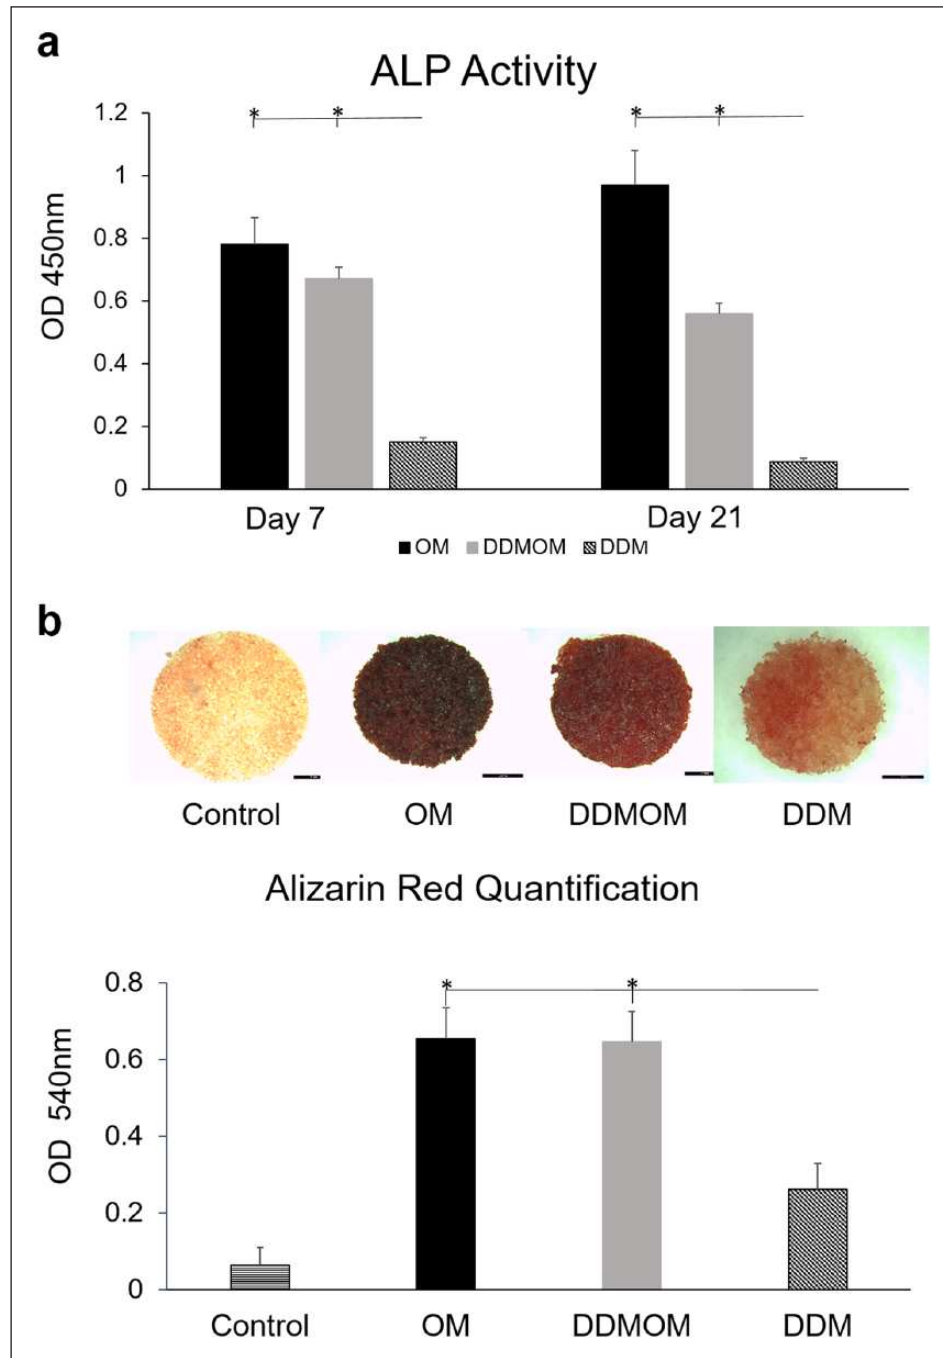 a
ALP Activity
* * * *
1.2
1
0.8
0.6
0.4
0.2
0
OD 450nm
Day 7 Day 21
OM DDMOM DDM
b
Control OM DDMOM DDM
Alizarin Red Quantification
* *
0.8
0.6
0.4
0.2
0
OD 540nm
Control OM DDMOM DDM